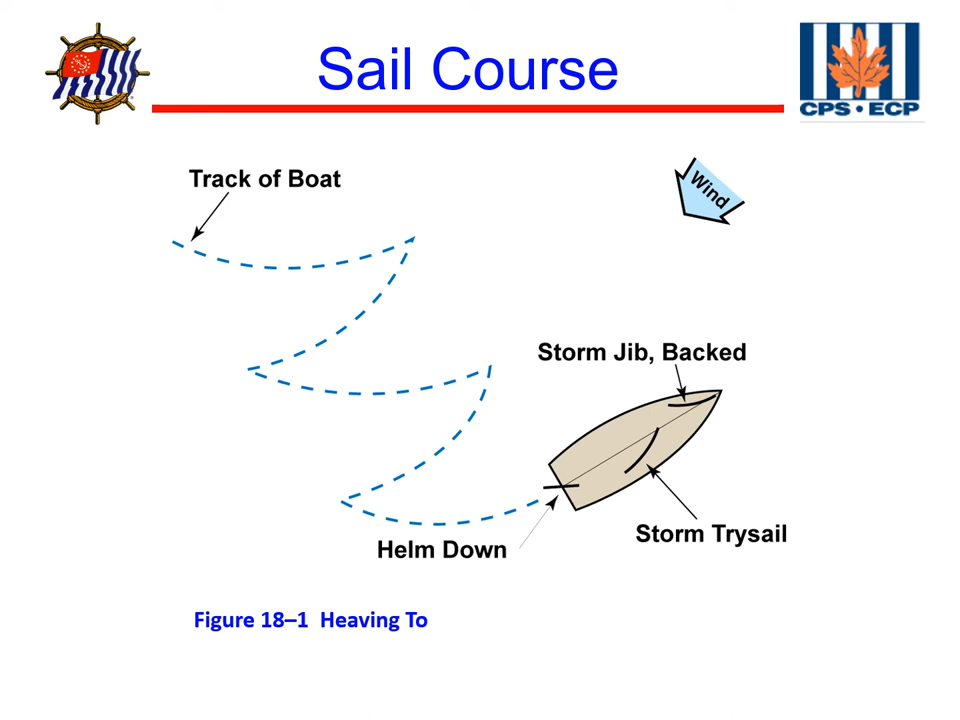 Sail Course
CPS • ECP
Track of Boat
Wind
Storm Jib, Backed
Storm Trysail
Helm Down
Figure 18–1 Heaving To